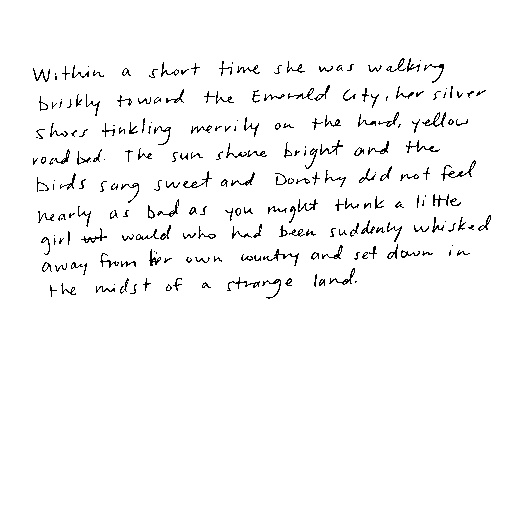 Within a short time she was walking
briskly toward the Emerald City, her silver
shoes tinkling merrily on the hard, yellow
road bed. The sun shone bright and the
birds sang sweet and Dorothy did not feel
nearly as bad as you might think a little
girl would who had been suddenly whisked
away from her own country and set down in
the midst of a strange land.